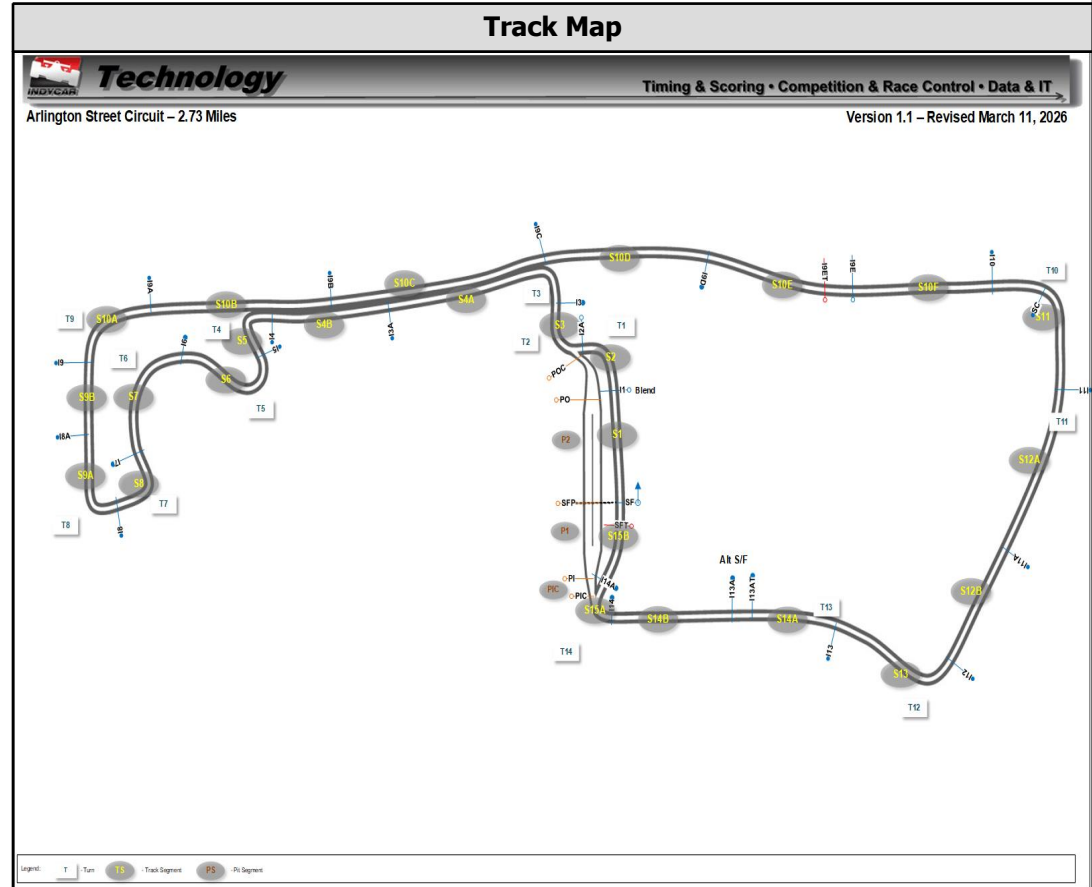 Track Map
INDYCAR Technology
Timing & Scoring • Competition & Race Control • Data & IT
Arlington Street Circuit – 2.73 Miles
Version 1.1 – Revised March 11, 2026
I9C
S10D
I9D
I9ET
I9E
I10
T10
S10E
S10F
SC
S11
I9A
I9B
S10C
S4A
T3
I3
T9
S10A
S10B
T4
S4B
I3A
S3
I2A
T1
S5
I4
I5
T2
S2
I9
T6
I6
S6
POC
I1
Blend
I11
S9B
S7
T5
PO
T11
I8A
P2
S1
I7
S12A
S9A
S8
T7
SFP
SF
T8
I8
P1
SFT
S15B
I11A
Alt S/F
PI
I14A
I13A
I13AT
PIC
PIC
S12B
S15A
I14
S14B
S14A
T13
I13
T14
S13
I12
T12
Legend:
T - Turn
TS - Track Segment
PS - Pit Segment